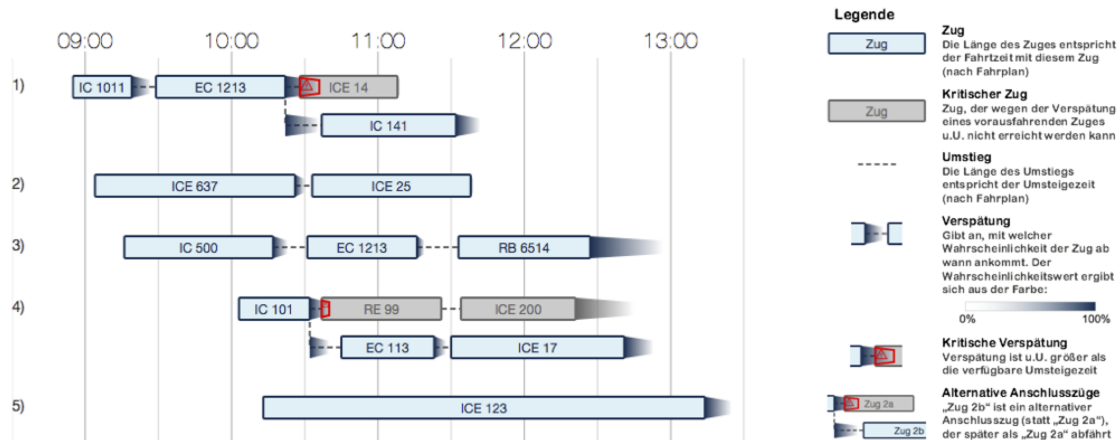 09:00 10:00 11:00 12:00 13:00
1)
IC 1011
EC 1213
ICE 14
IC 141
2)
ICE 637
ICE 25
3)
IC 500
EC 1213
RB 6514
4)
IC 101
RE 99
ICE 200
EC 113
ICE 17
5)
ICE 123
Legende
Zug
Zug
Die Länge des Zuges entspricht
der Fahrtzeit mit diesem Zug
(nach Fahrplan)
Zug
Kritischer Zug
Zug, der wegen der Verspätung
eines vorausfahrenden Zuges
u.U. nicht erreicht werden kann
Umstieg
Die Länge des Umstiegs
entspricht der Umsteigezeit
(nach Fahrplan)
Verspätung
Gibt an, mit welcher
Wahrscheinlichkeit der Zug ab
wann ankommt. Der
Wahrscheinlichkeitswert ergibt
sich aus der Farbe:
0% 100%
Kritische Verspätung
Verspätung ist u.U. größer als
die verfügbare Umsteigezeit
Zug 2a
Zug 2b
Alternative Anschlusszüge
„Zug 2b“ ist ein alternativer
Anschlusszug (statt „Zug 2a“),
der später als „Zug 2a“ abfährt